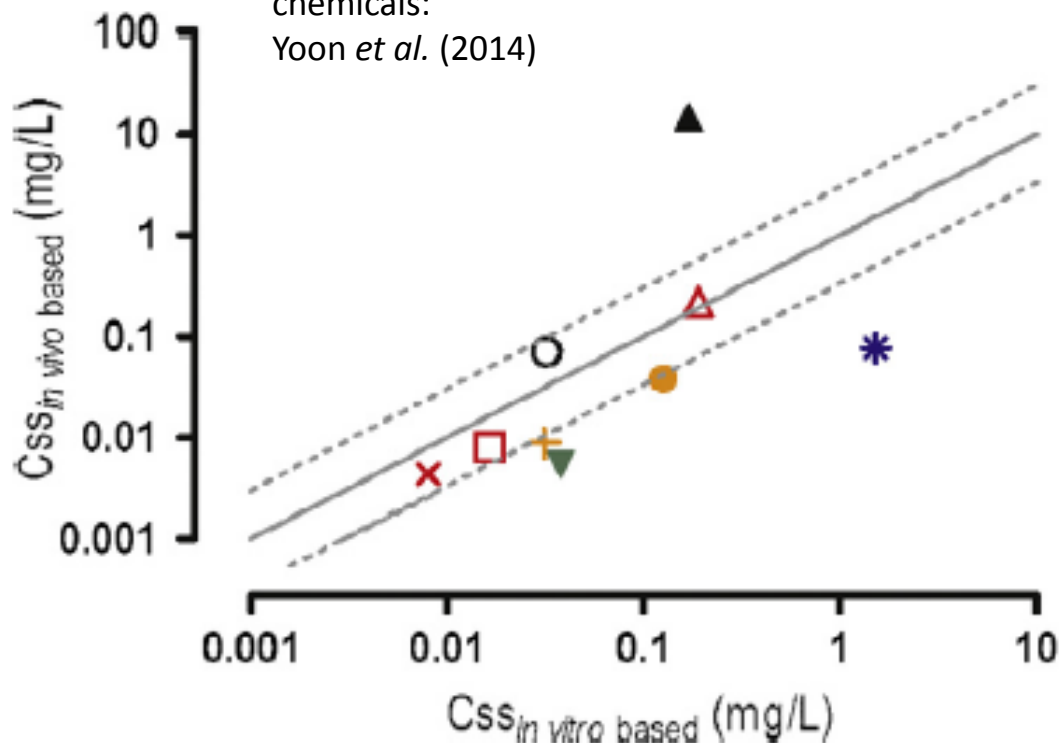 chemicals:
Yoon et al. (2014)
100
10
1
0.1
0.01
0.001
Css in vivo based (mg/L)
0.001 0.01 0.1 1 10
Css in vitro based (mg/L)